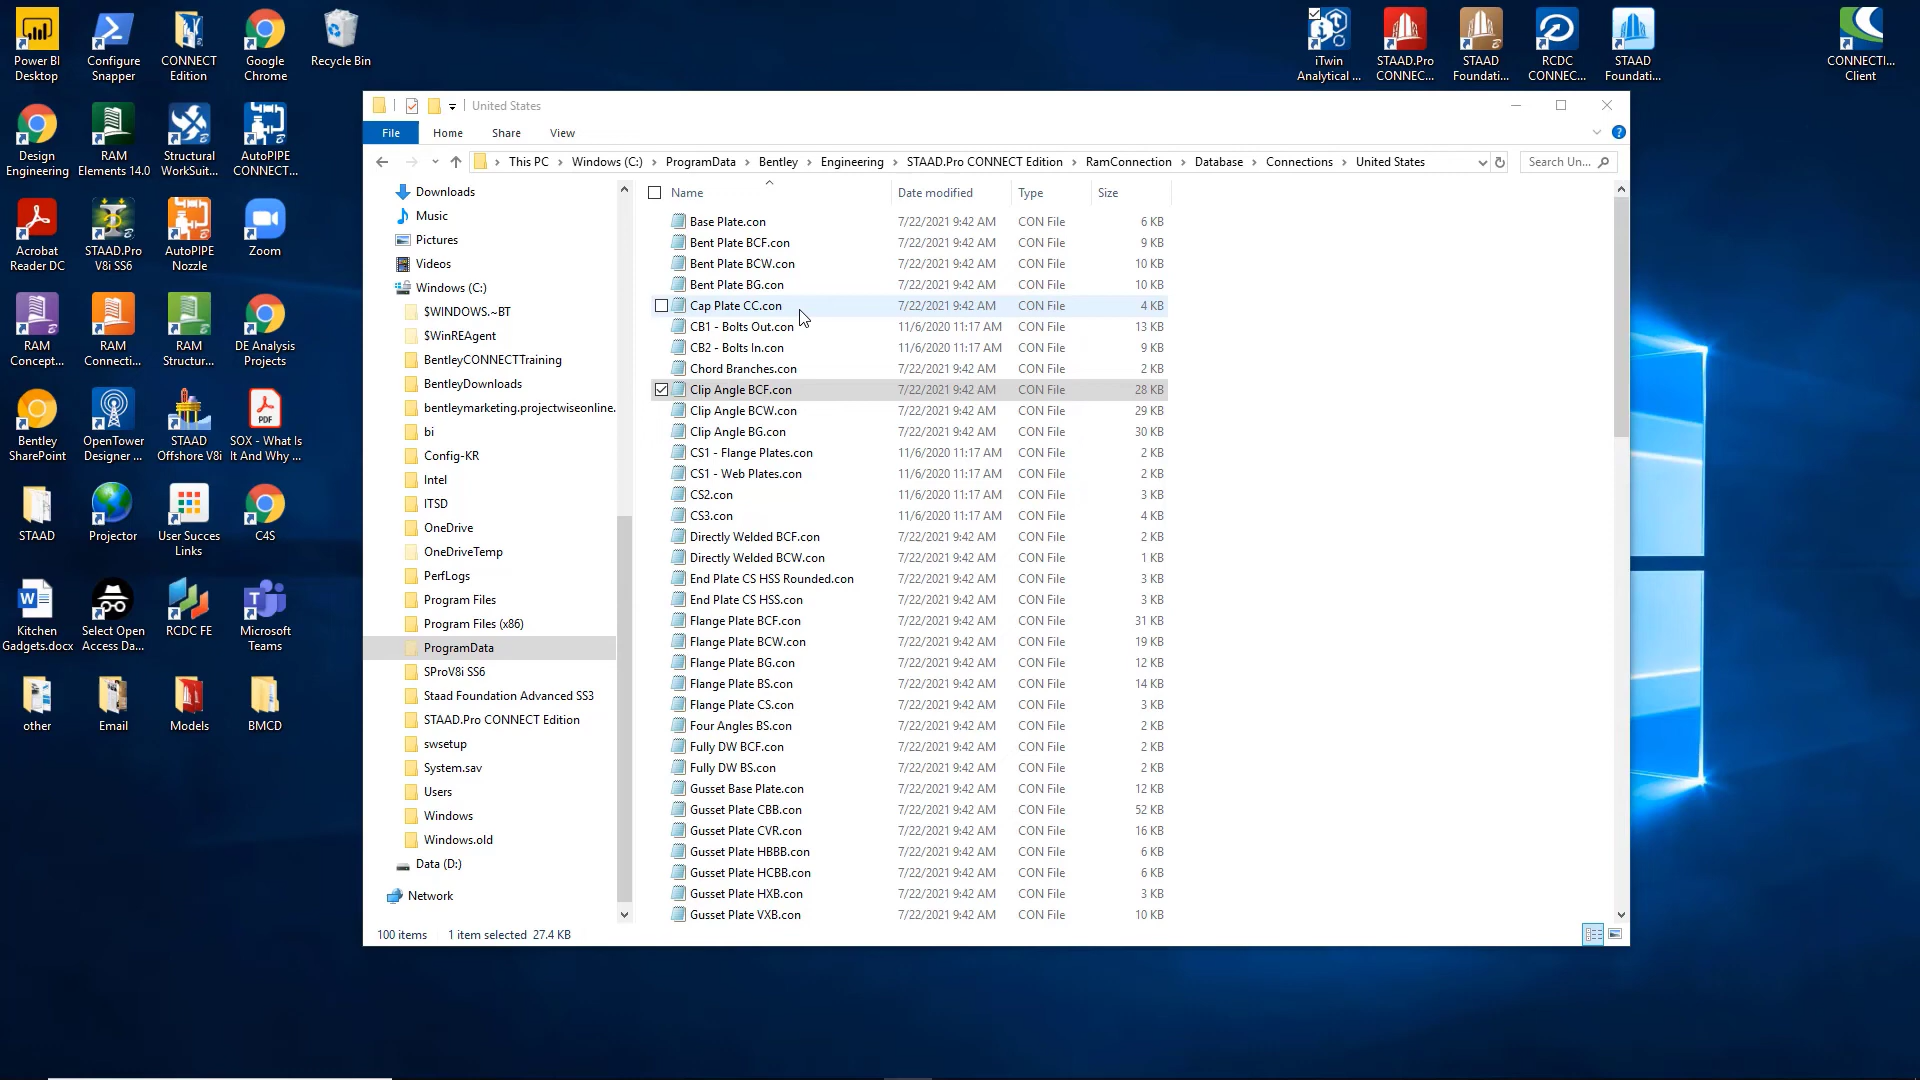 Power BI Desktop
Configure Snapper
CONNECT Edition
Google Chrome
Recycle Bin
iTwin Analytical ...
STAAD.Pro CONNEC...
STAAD Foundati...
RCDC CONNEC...
STAAD Foundati...
CONNECTI... Client
Design Engineering
RAM Elements 14.0
Structural WorkSuit...
AutoPIPE CONNECT...
Acrobat Reader DC
STAAD.Pro V8i SS6
AutoPIPE Nozzle
Zoom
RAM Concept...
RAM Connecti...
RAM Structur...
DE Analysis Projects
Bentley SharePoint
OpenTower Designer ...
STAAD Offshore V8i
SOX - What Is It And Why ...
STAAD
Projector
User Succes Links
C4S
Kitchen Gadgets.docx
Select Open Access Da...
RCDC FE
Microsoft Teams
other
Email
Models
BMCD
United States
File Home Share View
This PC > Windows (C:) > ProgramData > Bentley > Engineering > STAAD.Pro CONNECT Edition > RamConnection > Database > Connections > United States
Search Un...
Downloads
Music
Pictures
Videos
Windows (C:)
$WINDOWS.~BT
$WinREAgent
BentleyCONNECTTraining
BentleyDownloads
bentleymarketing.projectwiseonline.
bi
Config-KR
Intel
ITSD
OneDrive
OneDriveTemp
PerfLogs
Program Files
Program Files (x86)
ProgramData
SProV8i SS6
Staad Foundation Advanced SS3
STAAD.Pro CONNECT Edition
swsetup
System.sav
Users
Windows
Windows.old
Data (D:)
Network
Name Date modified Type Size
Base Plate.con 7/22/2021 9:42 AM CON File 6 KB
Bent Plate BCF.con 7/22/2021 9:42 AM CON File 9 KB
Bent Plate BCW.con 7/22/2021 9:42 AM CON File 10 KB
Bent Plate BG.con 7/22/2021 9:42 AM CON File 10 KB
Cap Plate CC.con 7/22/2021 9:42 AM CON File 4 KB
CB1 - Bolts Out.con 11/6/2020 11:17 AM CON File 13 KB
CB2 - Bolts In.con 11/6/2020 11:17 AM CON File 9 KB
Chord Branches.con 7/22/2021 9:42 AM CON File 2 KB
Clip Angle BCF.con 7/22/2021 9:42 AM CON File 28 KB
Clip Angle BCW.con 7/22/2021 9:42 AM CON File 29 KB
Clip Angle BG.con 7/22/2021 9:42 AM CON File 30 KB
CS1 - Flange Plates.con 11/6/2020 11:17 AM CON File 2 KB
CS1 - Web Plates.con 11/6/2020 11:17 AM CON File 2 KB
CS2.con 11/6/2020 11:17 AM CON File 3 KB
CS3.con 11/6/2020 11:17 AM CON File 4 KB
Directly Welded BCF.con 7/22/2021 9:42 AM CON File 2 KB
Directly Welded BCW.con 7/22/2021 9:42 AM CON File 1 KB
End Plate CS HSS Rounded.con 7/22/2021 9:42 AM CON File 3 KB
End Plate CS HSS.con 7/22/2021 9:42 AM CON File 3 KB
Flange Plate BCF.con 7/22/2021 9:42 AM CON File 31 KB
Flange Plate BCW.con 7/22/2021 9:42 AM CON File 19 KB
Flange Plate BG.con 7/22/2021 9:42 AM CON File 12 KB
Flange Plate BS.con 7/22/2021 9:42 AM CON File 14 KB
Flange Plate CS.con 7/22/2021 9:42 AM CON File 3 KB
Four Angles BS.con 7/22/2021 9:42 AM CON File 2 KB
Fully DW BCF.con 7/22/2021 9:42 AM CON File 2 KB
Fully DW BS.con 7/22/2021 9:42 AM CON File 2 KB
Gusset Base Plate.con 7/22/2021 9:42 AM CON File 12 KB
Gusset Plate CBB.con 7/22/2021 9:42 AM CON File 52 KB
Gusset Plate CVR.con 7/22/2021 9:42 AM CON File 16 KB
Gusset Plate HBBB.con 7/22/2021 9:42 AM CON File 6 KB
Gusset Plate HCBB.con 7/22/2021 9:42 AM CON File 6 KB
Gusset Plate HXB.con 7/22/2021 9:42 AM CON File 3 KB
Gusset Plate VXB.con 7/22/2021 9:42 AM CON File 10 KB
100 items 1 item selected 27.4 KB